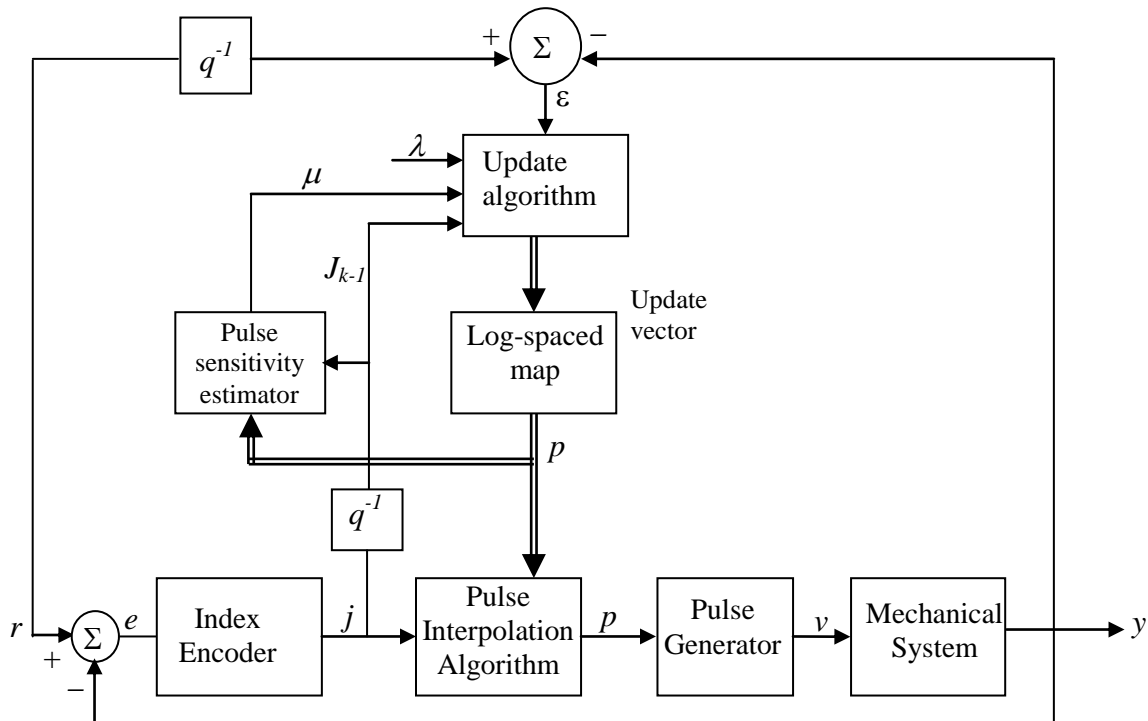 q⁻¹
+
Σ
−
ε
λ
Update
algorithm
μ
J_{k-1}
Update
vector
Pulse
sensitivity
estimator
Log-spaced
map
p
q⁻¹
r
+
Σ
−
e
Index
Encoder
j
Pulse
Interpolation
Algorithm
p
Pulse
Generator
v
Mechanical
System
y